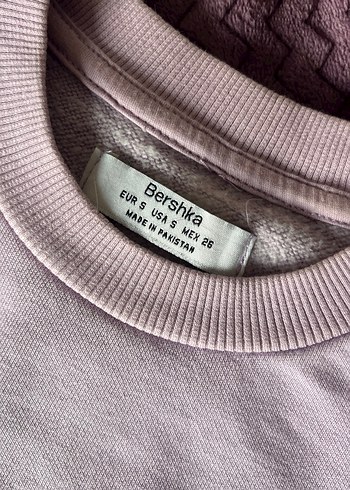 Bershka
EUR S USA S MEX 26
MADE IN PAKISTAN